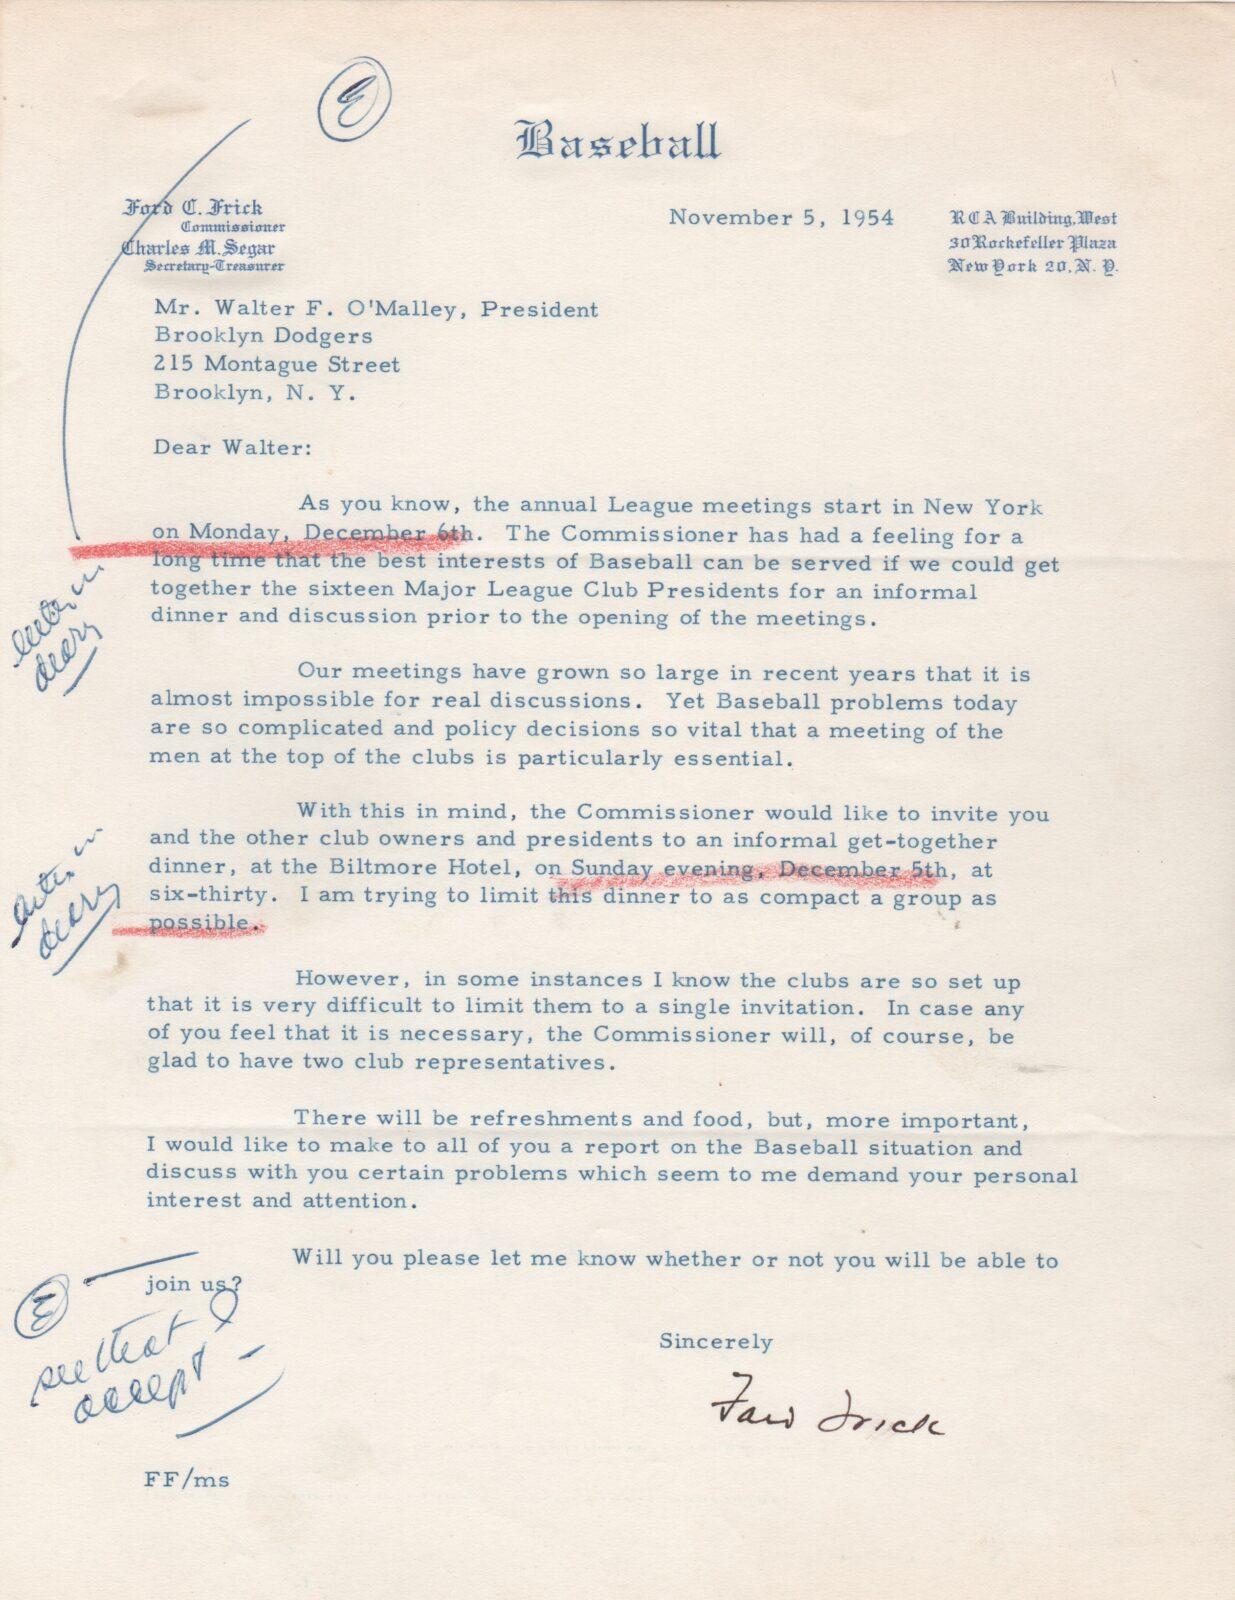 E
Baseball
Ford C. Frick
Commissioner
Charles M. Segar
Secretary-Treasurer
November 5, 1954
RCA Building, West
30 Rockefeller Plaza
New York 20, N. Y.
Mr. Walter F. O'Malley, President
Brooklyn Dodgers
215 Montague Street
Brooklyn, N. Y.
Dear Walter:
As you know, the annual League meetings start in New York
on Monday, December 6th. The Commissioner has had a feeling for a
long time that the best interests of Baseball can be served if we could get
together the sixteen Major League Club Presidents for an informal
dinner and discussion prior to the opening of the meetings.
enter in
diary
Our meetings have grown so large in recent years that it is
almost impossible for real discussions. Yet Baseball problems today
are so complicated and policy decisions so vital that a meeting of the
men at the top of the clubs is particularly essential.
With this in mind, the Commissioner would like to invite you
and the other club owners and presidents to an informal get-together
dinner, at the Biltmore Hotel, on Sunday evening, December 5th, at
six-thirty. I am trying to limit this dinner to as compact a group as
possible.
enter in
diary
However, in some instances I know the clubs are so set up
that it is very difficult to limit them to a single invitation. In case any
of you feel that it is necessary, the Commissioner will, of course, be
glad to have two club representatives.
There will be refreshments and food, but, more important,
I would like to make to all of you a report on the Baseball situation and
discuss with you certain problems which seem to me demand your personal
interest and attention.
Will you please let me know whether or not you will be able to
join us?
E
see that I
accept
Sincerely
Ford Frick
FF/ms